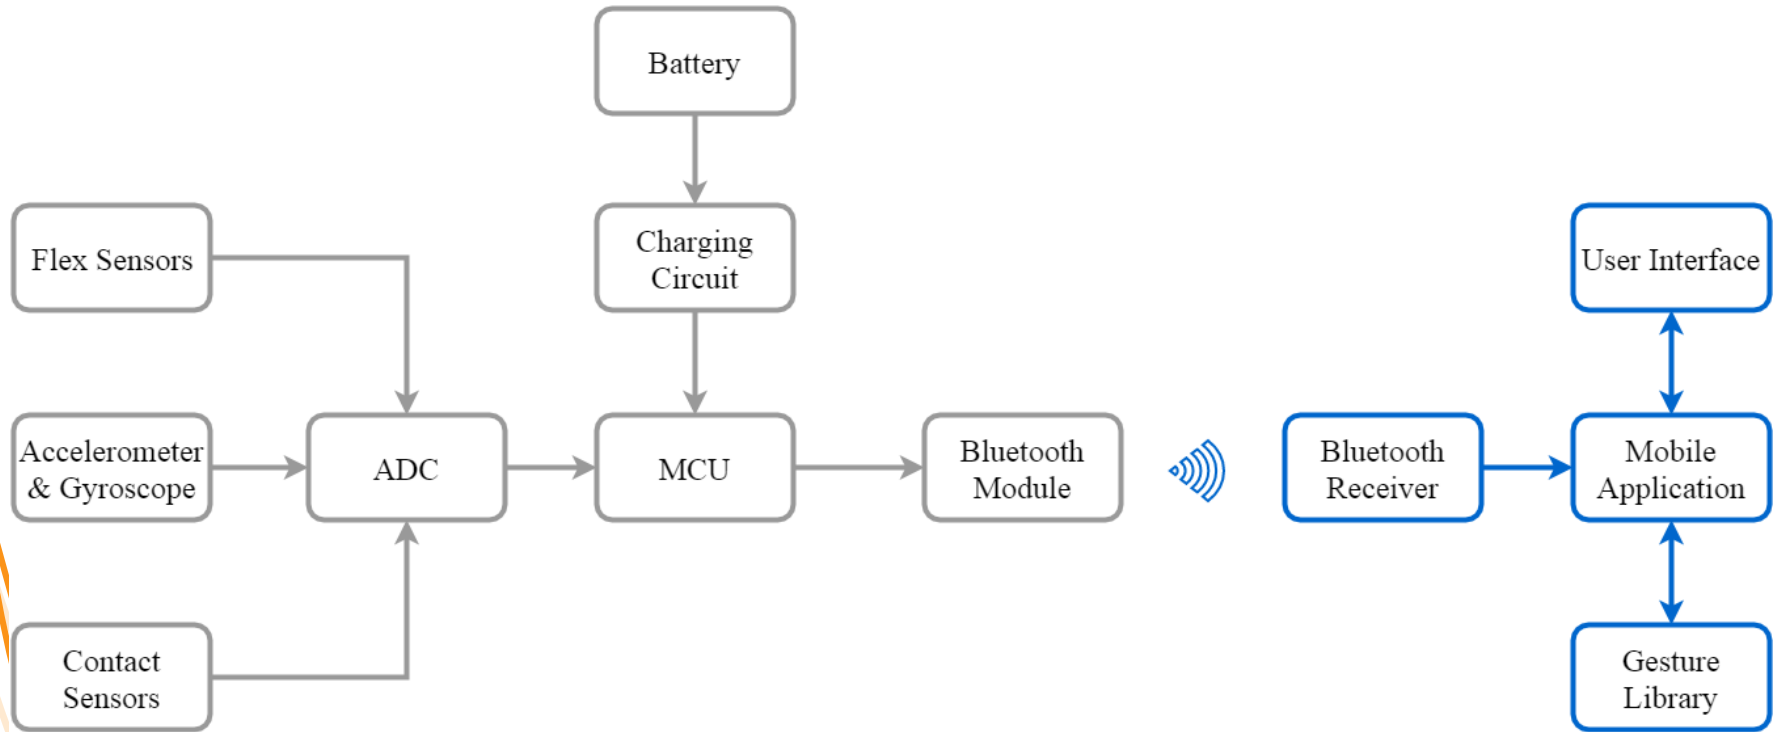 Battery
Flex Sensors
Charging
Circuit
User Interface
Accelerometer
& Gyroscope
ADC
MCU
Bluetooth
Module
Bluetooth
Receiver
Mobile
Application
Contact
Sensors
Gesture
Library